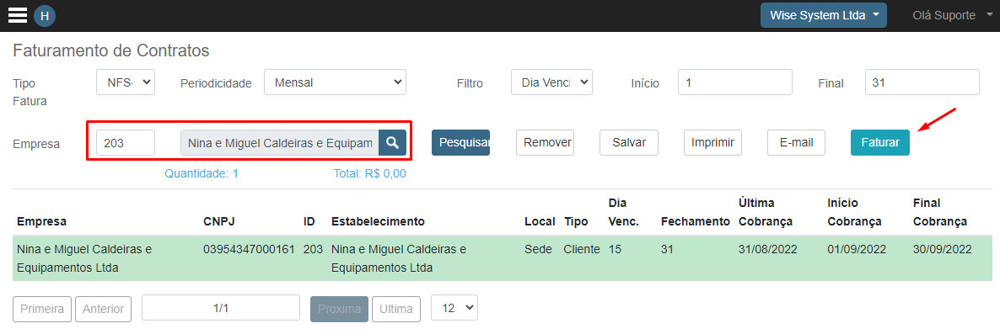 H Wise System Ltda Olá Suporte
Faturamento de Contratos
Tipo Fatura NFS- Periodicidade Mensal Filtro Dia Venci Início 1 Final 31
Empresa 203 Nina e Miguel Caldeiras e Equipam Pesquisar Remover Salvar Imprimir E-mail Faturar
Quantidade: 1 Total: R$ 0,00
Empresa CNPJ ID Estabelecimento Local Tipo Dia Venc. Fechamento Última Cobrança Início Cobrança Final Cobrança
Nina e Miguel Caldeiras e Equipamentos Ltda 03954347000161 203 Nina e Miguel Caldeiras e Equipamentos Ltda Sede Cliente 15 31 31/08/2022 01/09/2022 30/09/2022
Primeira Anterior 1/1 Proxima Ultima 12